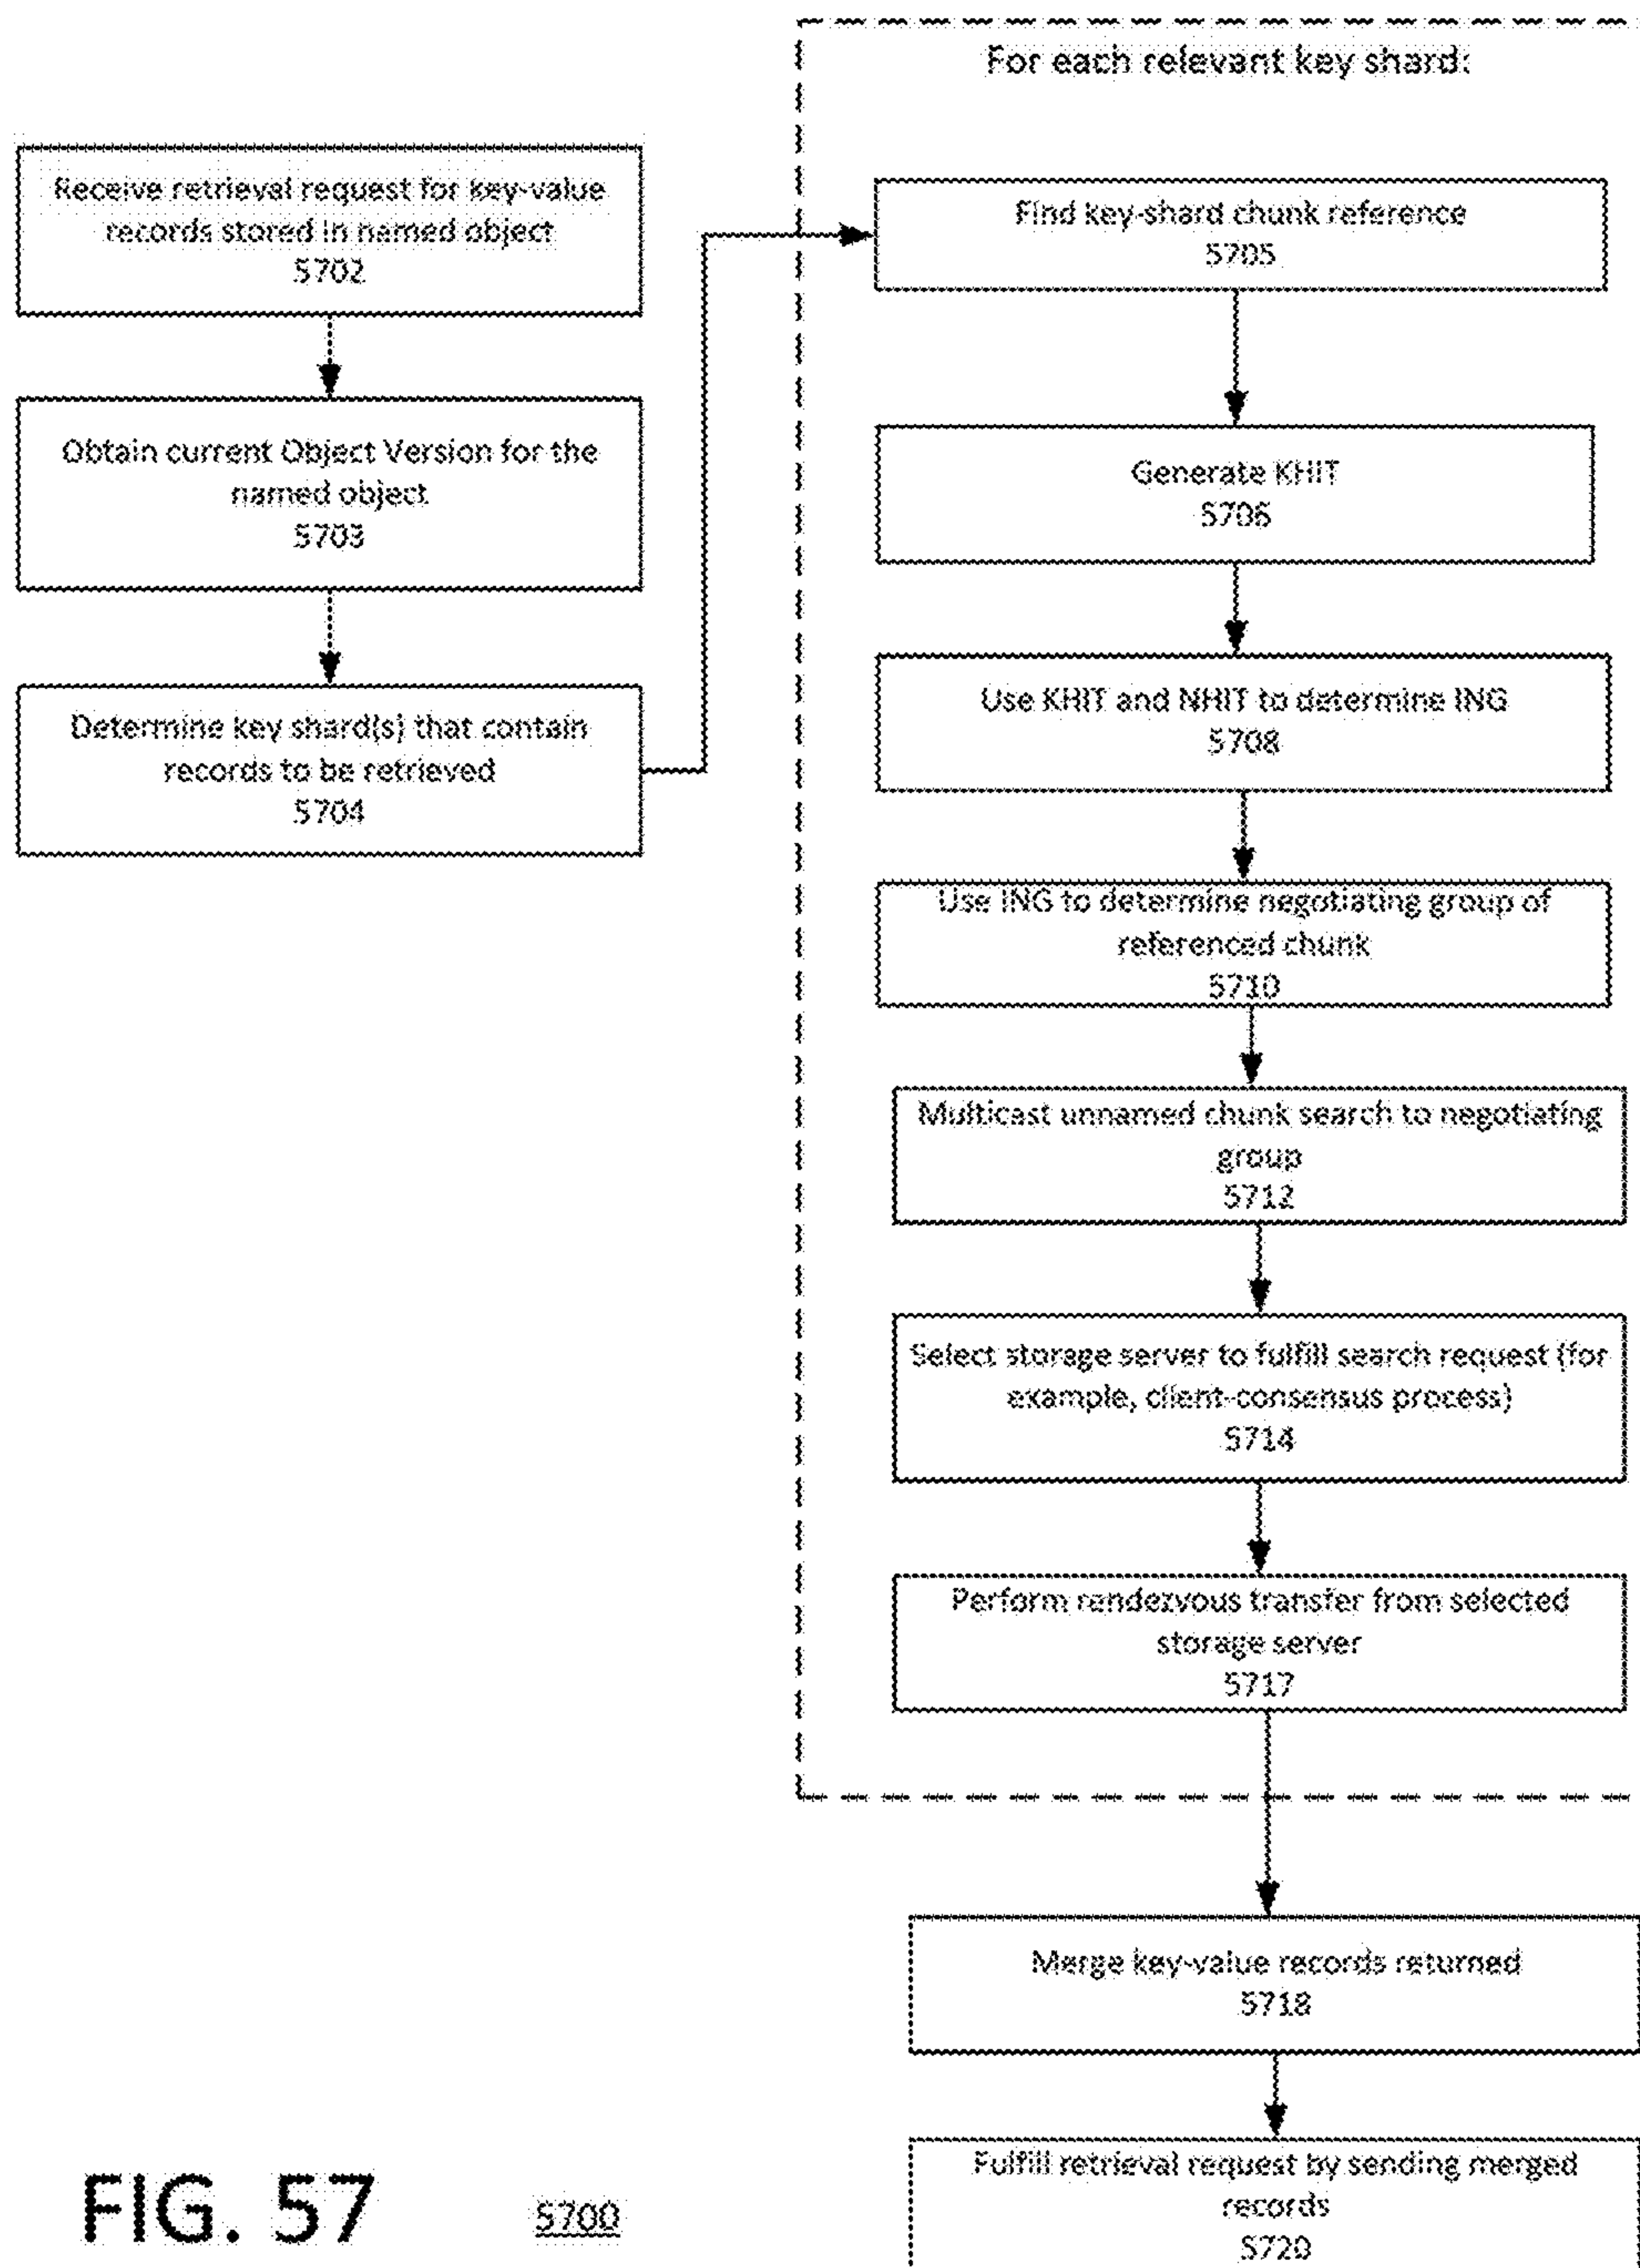 For each relevant key shard:
Receive retrieval request for key-value
records stored in named object
5702
Obtain current Object Version for the
named object
5703
Determine key shard(s) that contain
records to be retrieved
5704
Find key-shard chunk reference
5705
Generate KHIT
5706
Use KHIT and NHIT to determine ING
5708
Use ING to determine negotiating group of
referenced chunk
5710
Multicast unnamed chunk search to negotiating
group
5712
Select storage server to fulfill search request (for
example, client-consensus process)
5714
Perform rendezvous transfer from selected
storage server
5717
Merge key-value records returned
5718
Fulfill retrieval request by sending merged
records
5720
FIG. 57
5700